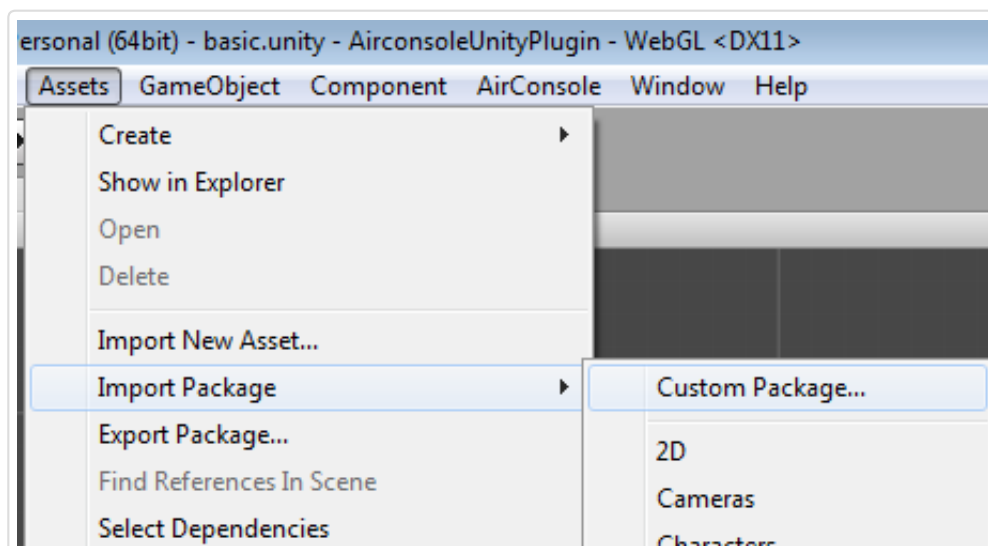 ersonal (64bit) - basic.unity - AirconsoleUnityPlugin - WebGL <DX11>
Assets GameObject Component AirConsole Window Help
Create
Show in Explorer
Open
Delete
Import New Asset...
Import Package
Custom Package...
Export Package...
2D
Find References In Scene
Cameras
Select Dependencies
Characters